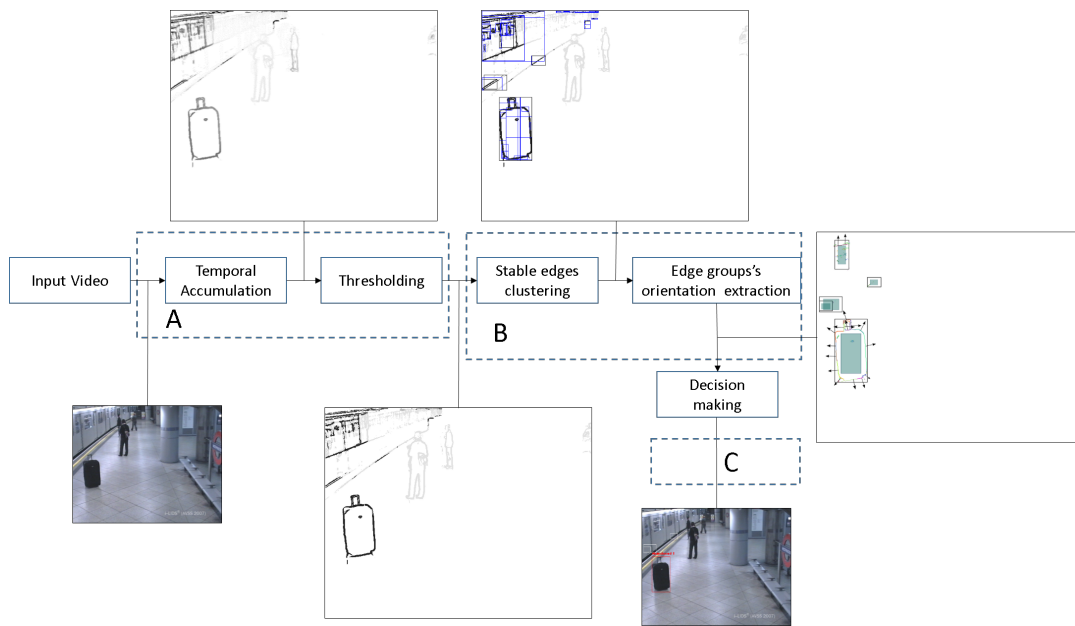 Input Video
Temporal
Accumulation
Thresholding
Stable edges
clustering
Edge groups's
orientation extraction
A
B
Decision
making
C